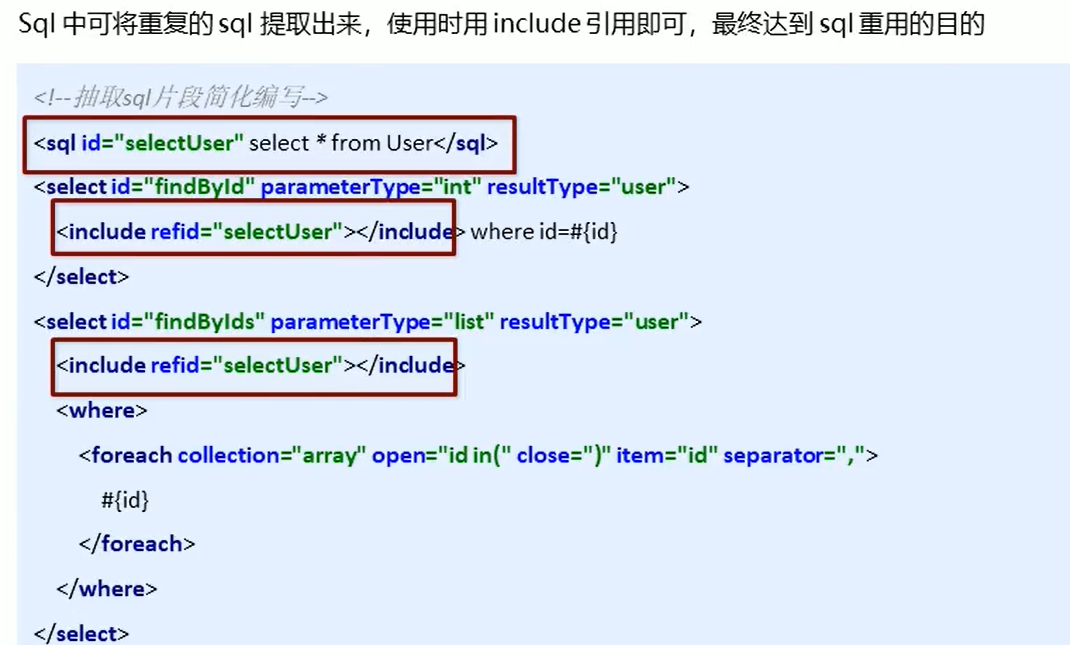 Sql 中可将重复的 sql 提取出来，使用时用 include 引用即可，最终达到 sql 重用的目的
<!--抽取sql片段简化编写-->
<sql id="selectUser" select * from User</sql>
<select id="findById" parameterType="int" resultType="user">
<include refid="selectUser"></include> where id=#{id}
</select>
<select id="findByIds" parameterType="list" resultType="user">
<include refid="selectUser"></include>
<where>
<foreach collection="array" open="id in(" close=")" item="id" separator=",">
#{id}
</foreach>
</where>
</select>